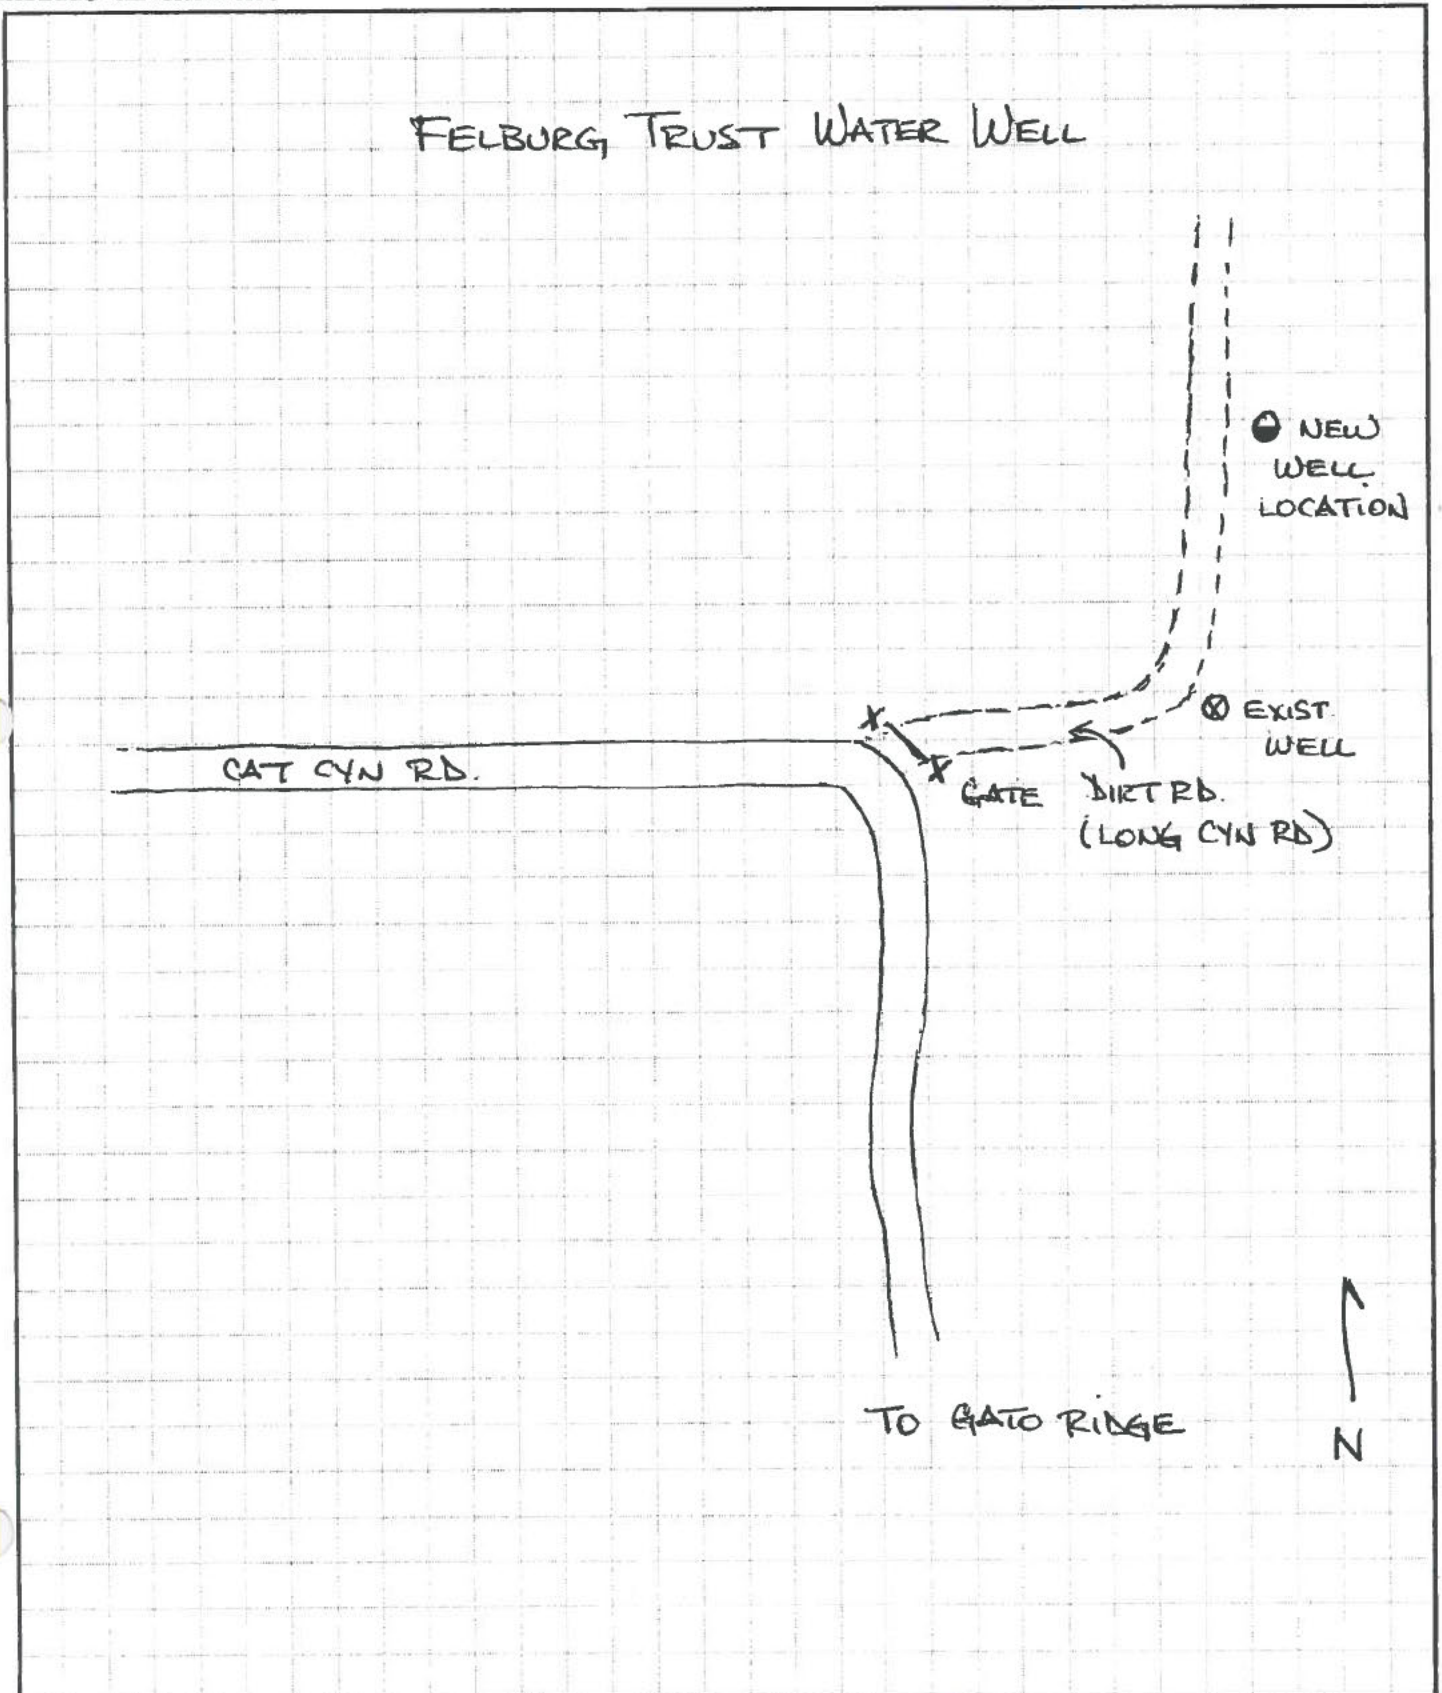 FELBURG TRUST WATER WELL
NEW
WELL
LOCATION
EXIST
WELL
CAT CYN RD.
GATE
DIRT RD.
(LONG CYN RD)
TO GATO RIDGE
N